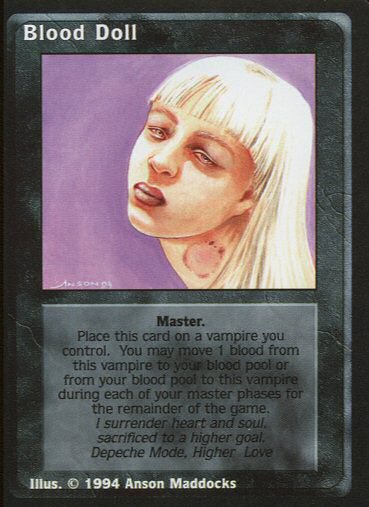 Blood Doll
ANSON 94
Master.
Place this card on a vampire you
control. You may move 1 blood from
this vampire to your blood pool or
from your blood pool to this vampire
during each of your master phases for
the remainder of the game.
I surrender heart and soul,
sacrificed to a higher goal.
Depeche Mode, Higher Love
Illus. © 1994 Anson Maddocks